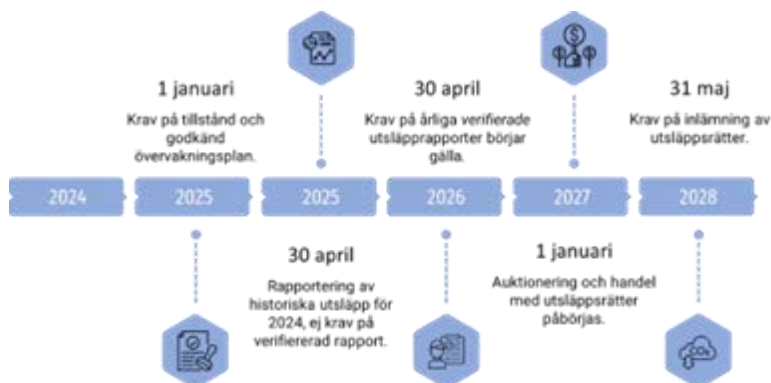 1 januari
Krav på tillstånd och
godkänd
övervakningsplan.
30 april
Krav på årliga verifierade
utsläpprapporter börjar
gälla.
31 maj
Krav på inlämning av
utsläppsrätter.
2024
2025
2025
2026
2027
2028
30 april
Rapportering av
historiska utsläpp för
2024, ej krav på
verifiererad rapport.
1 januari
Auktionering och handel
med utsläppsrätter
påbörjas.